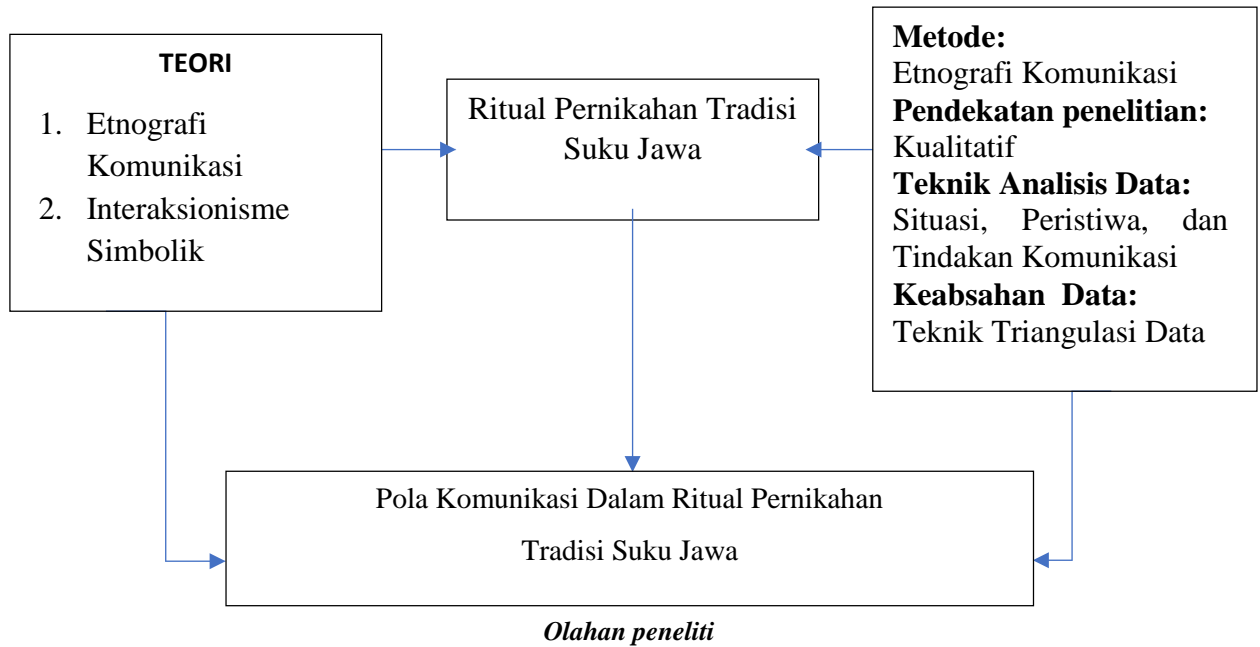 TEORI
1. Etnografi
Komunikasi
2. Interaksionisme
Simbolik
Ritual Pernikahan Tradisi
Suku Jawa
Metode:
Etnografi Komunikasi
Pendekatan penelitian:
Kualitatif
Teknik Analisis Data:
Situasi, Peristiwa, dan
Tindakan Komunikasi
Keabsahan Data:
Teknik Triangulasi Data
Pola Komunikasi Dalam Ritual Pernikahan
Tradisi Suku Jawa
Olahan peneliti